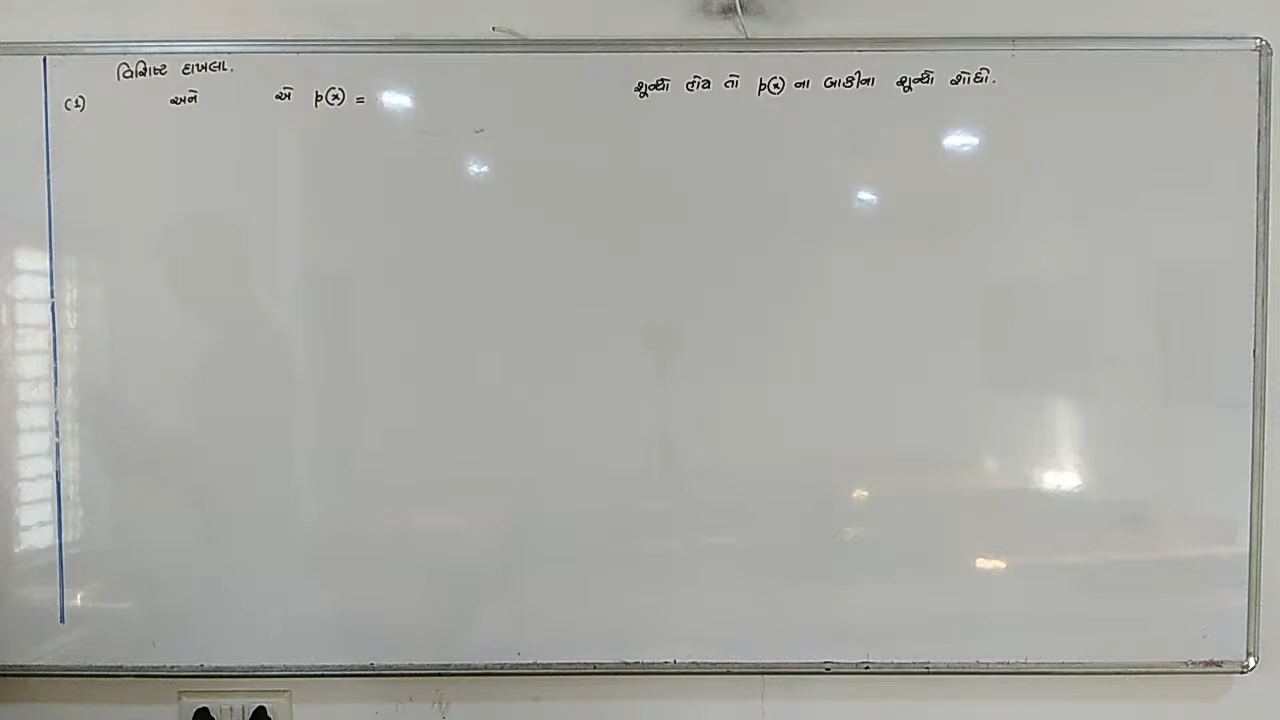 વિશિષ્ટ દાખલા.
(1) અને એ p(x) = શૂન્યો હોય તો p(x) ના બાકીના શૂન્યો શોધો.